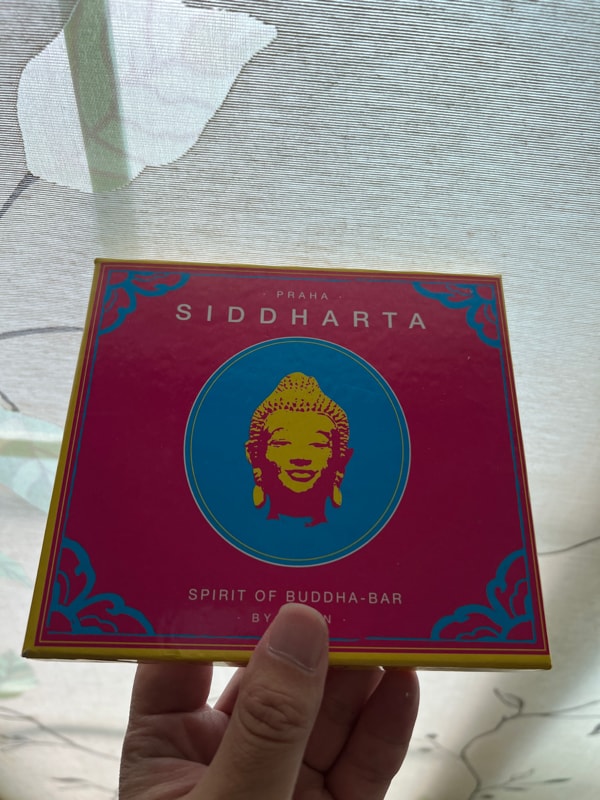 · PRAHA ·
SIDDHARTA
SPIRIT OF BUDDHA-BAR
- BY